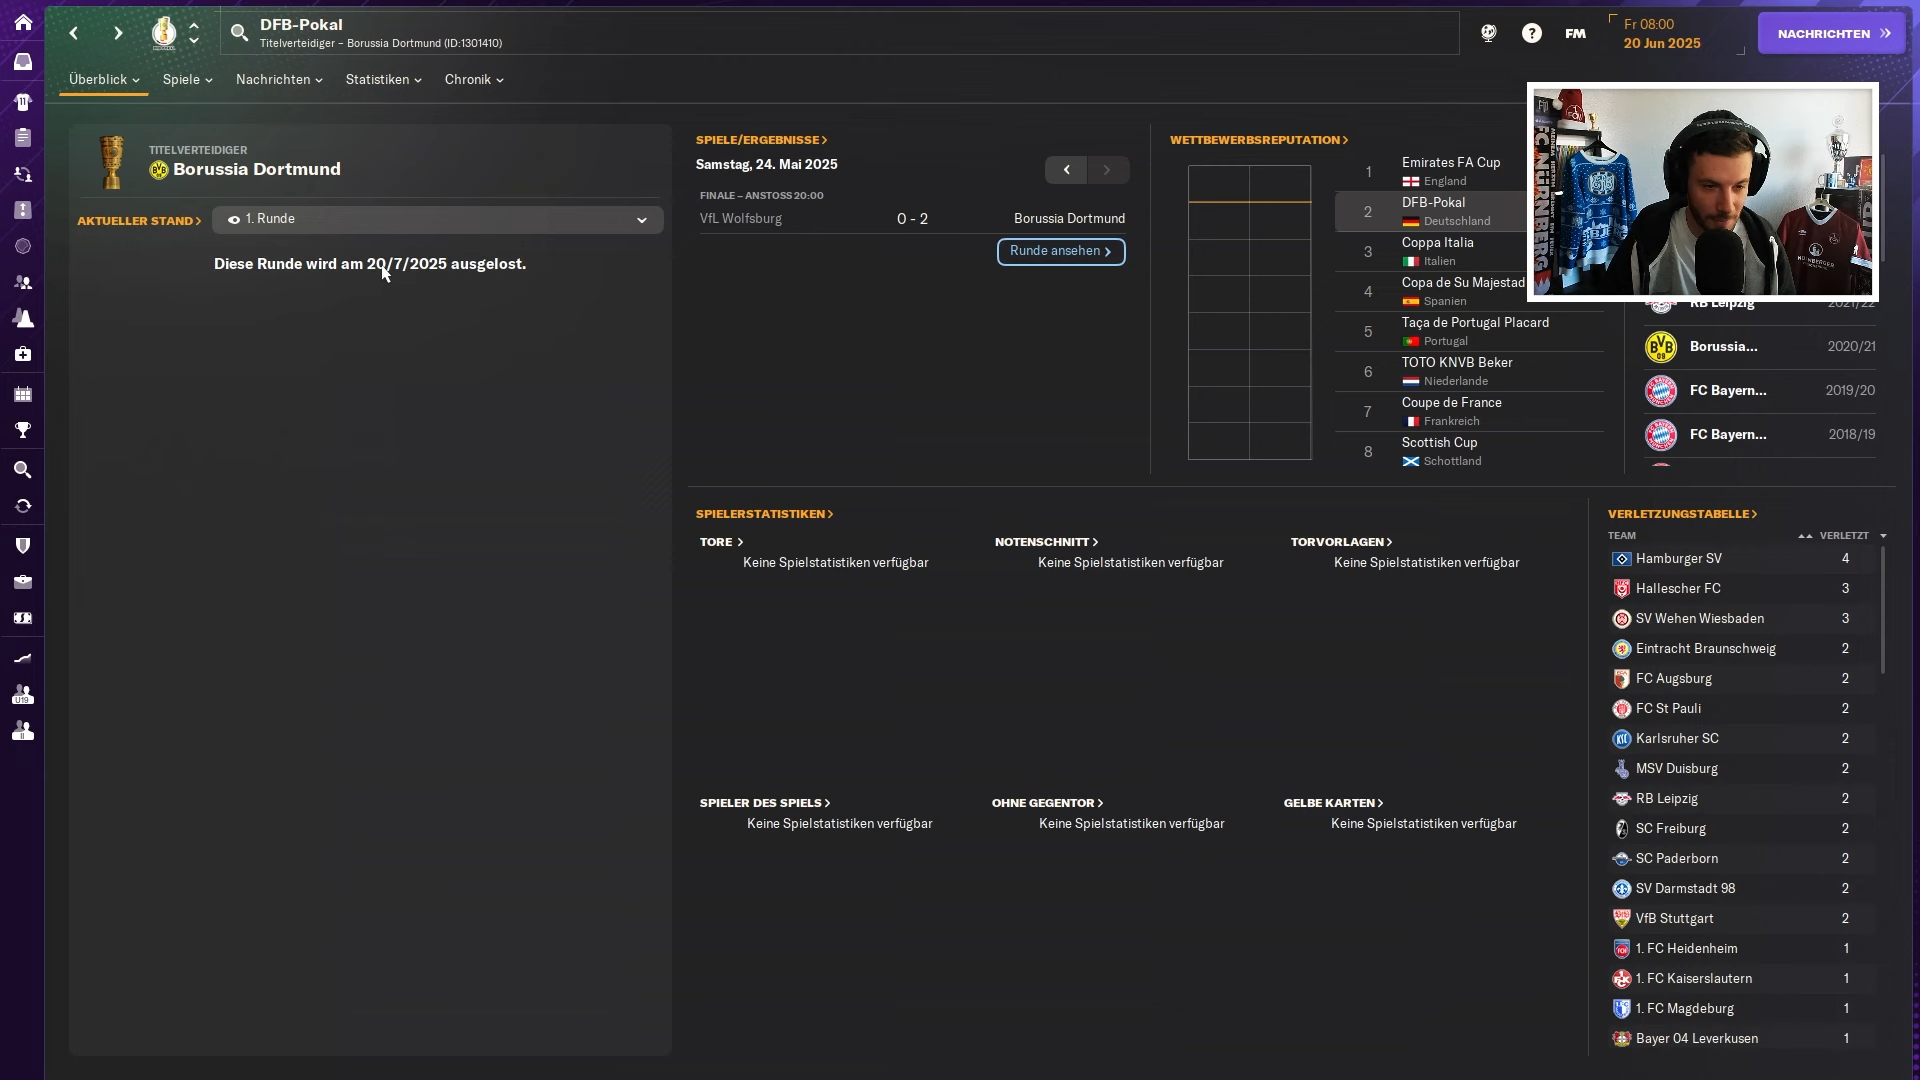 DFB-Pokal
Titelverteidiger – Borussia Dortmund (ID:1301410)
FM
Fr 08:00
20 Jun 2025
NACHRICHTEN
Überblick
Spiele
Nachrichten
Statistiken
Chronik
TITELVERTEIDIGER
Borussia Dortmund
AKTUELLER STAND
1. Runde
Diese Runde wird am 20/7/2025 ausgelost.
SPIELE/ERGEBNISSE
Samstag, 24. Mai 2025
FINALE – ANSTOSS 20:00
VfL Wolfsburg 0 - 2 Borussia Dortmund
Runde ansehen
WETTBEWERBSREPUTATION
1 Emirates FA Cup
England
2 DFB-Pokal
Deutschland
3 Coppa Italia
Italien
4 Copa de Su Majestad
Spanien
5 Taça de Portugal Placard
Portugal
6 TOTO KNVB Beker
Niederlande
7 Coupe de France
Frankreich
8 Scottish Cup
Schottland
FC NÜRNBERG
RB Leipzig 2021/22
Borussia... 2020/21
FC Bayern... 2019/20
FC Bayern... 2018/19
SPIELERSTATISTIKEN
TORE
Keine Spielstatistiken verfügbar
NOTENSCHNITT
Keine Spielstatistiken verfügbar
TORVORLAGEN
Keine Spielstatistiken verfügbar
SPIELER DES SPIELS
Keine Spielstatistiken verfügbar
OHNE GEGENTOR
Keine Spielstatistiken verfügbar
GELBE KARTEN
Keine Spielstatistiken verfügbar
VERLETZUNGSTABELLE
TEAM VERLETZT
Hamburger SV 4
Hallescher FC 3
SV Wehen Wiesbaden 3
Eintracht Braunschweig 2
FC Augsburg 2
FC St Pauli 2
Karlsruher SC 2
MSV Duisburg 2
RB Leipzig 2
SC Freiburg 2
SC Paderborn 2
SV Darmstadt 98 2
VfB Stuttgart 2
1. FC Heidenheim 1
1. FC Kaiserslautern 1
1. FC Magdeburg 1
Bayer 04 Leverkusen 1
U19
II